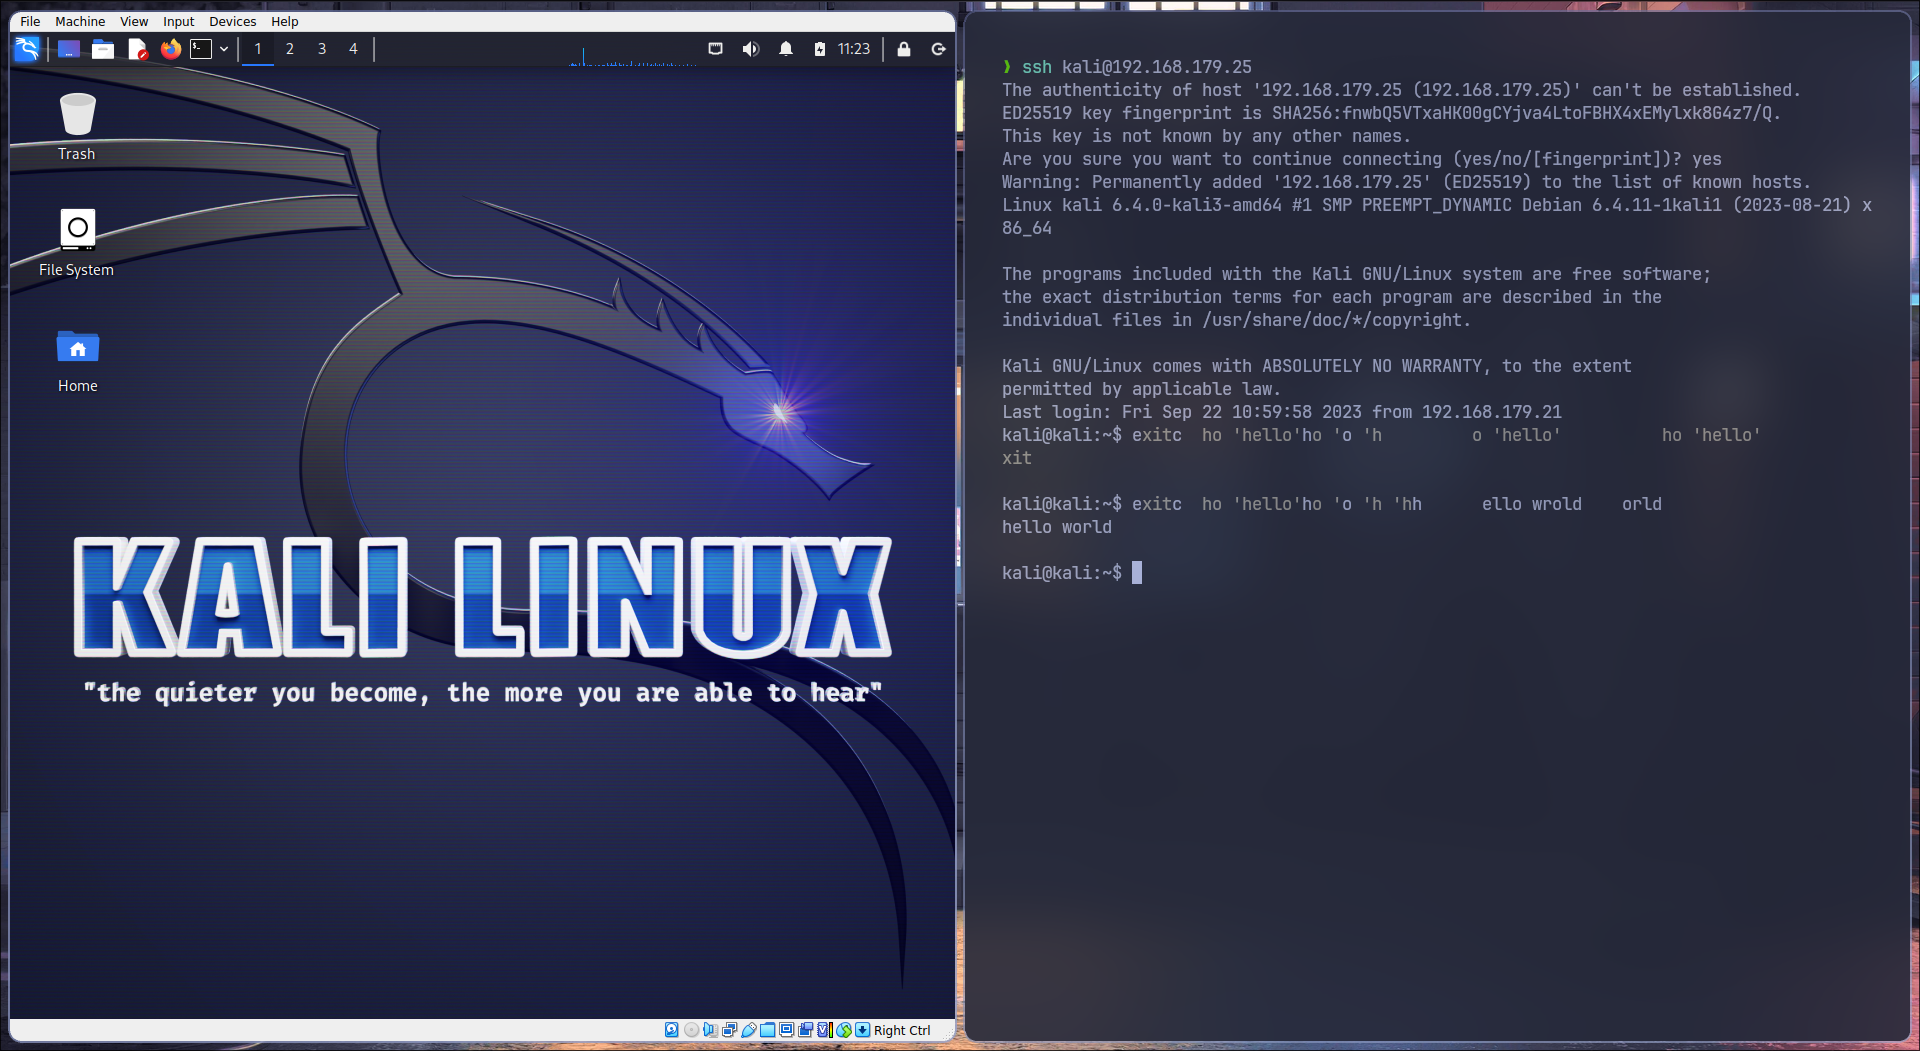 File Machine View Input Devices Help
1 2 3 4 11:23
Trash
File System
Home
KALI LINUX
"the quieter you become, the more you are able to hear"
Right Ctrl
❯ ssh kali@192.168.179.25
The authenticity of host '192.168.179.25 (192.168.179.25)' can't be established.
ED25519 key fingerprint is SHA256:fnwbQ5VTxaHK00gCYjva4LtoFBHX4xEMylxk8G4z7/Q.
This key is not known by any other names.
Are you sure you want to continue connecting (yes/no/[fingerprint])? yes
Warning: Permanently added '192.168.179.25' (ED25519) to the list of known hosts.
Linux kali 6.4.0-kali3-amd64 #1 SMP PREEMPT_DYNAMIC Debian 6.4.11-1kali1 (2023-08-21) x
86_64
The programs included with the Kali GNU/Linux system are free software;
the exact distribution terms for each program are described in the
individual files in /usr/share/doc/*/copyright.
Kali GNU/Linux comes with ABSOLUTELY NO WARRANTY, to the extent
permitted by applicable law.
Last login: Fri Sep 22 10:59:58 2023 from 192.168.179.21
kali@kali:~$ exitc  ho 'hello'ho 'o 'h         o 'hello'          ho 'hello'
xit
kali@kali:~$ exitc  ho 'hello'ho 'o 'h 'hh      ello wrold    orld
hello world
kali@kali:~$